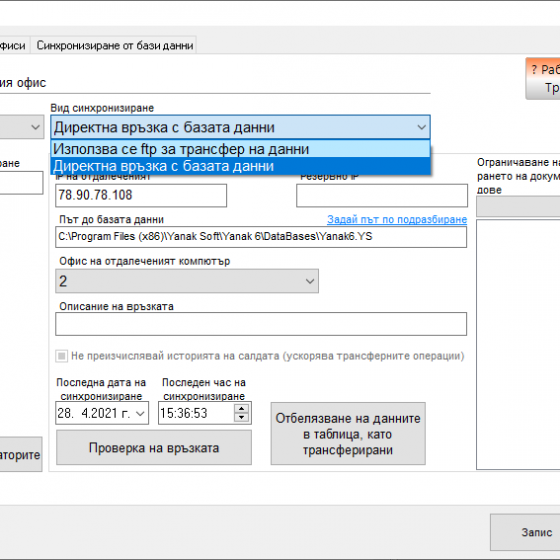 фиси
Синхронизиране от бази данни
? Раб
Тр
ия офис
Вид синхронизиране
Директна връзка с базата данни
Използва се ftp за трансфер на данни
Директна връзка с базата данни
ране
IP на отдалеченият
Резервно IP
78.90.78.108
Ограничаване на
рането на докум
дове
Път до базата данни
Задай път по подразбиране
C:\Program Files (x86)\Yanak Soft\Yanak 6\DataBases\Yanak6.YS
Офис на отдалеченият компютър
2
Описание на връзката
Не преизчислявай историята на салдата (ускорява трансферните операции)
Последна дата на
синхронизиране
Последен час на
синхронизиране
28. 4.2021 г.
15:36:53
Отбелязване на данните
в таблица, като
трансферирани
Проверка на връзката
аторите
Запис